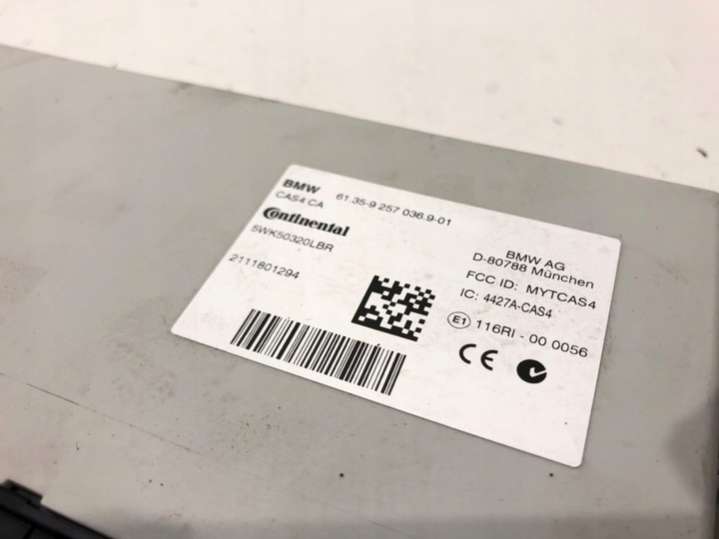 BMW 61.35-9 257 036.9-01
CAS4 CA
Continental
5WK50320LBR
2111801294
BMW AG
D-80788 München
FCC ID: MYTCAS4
IC: 4427A-CAS4
E1 116RI - 00 0056
CE